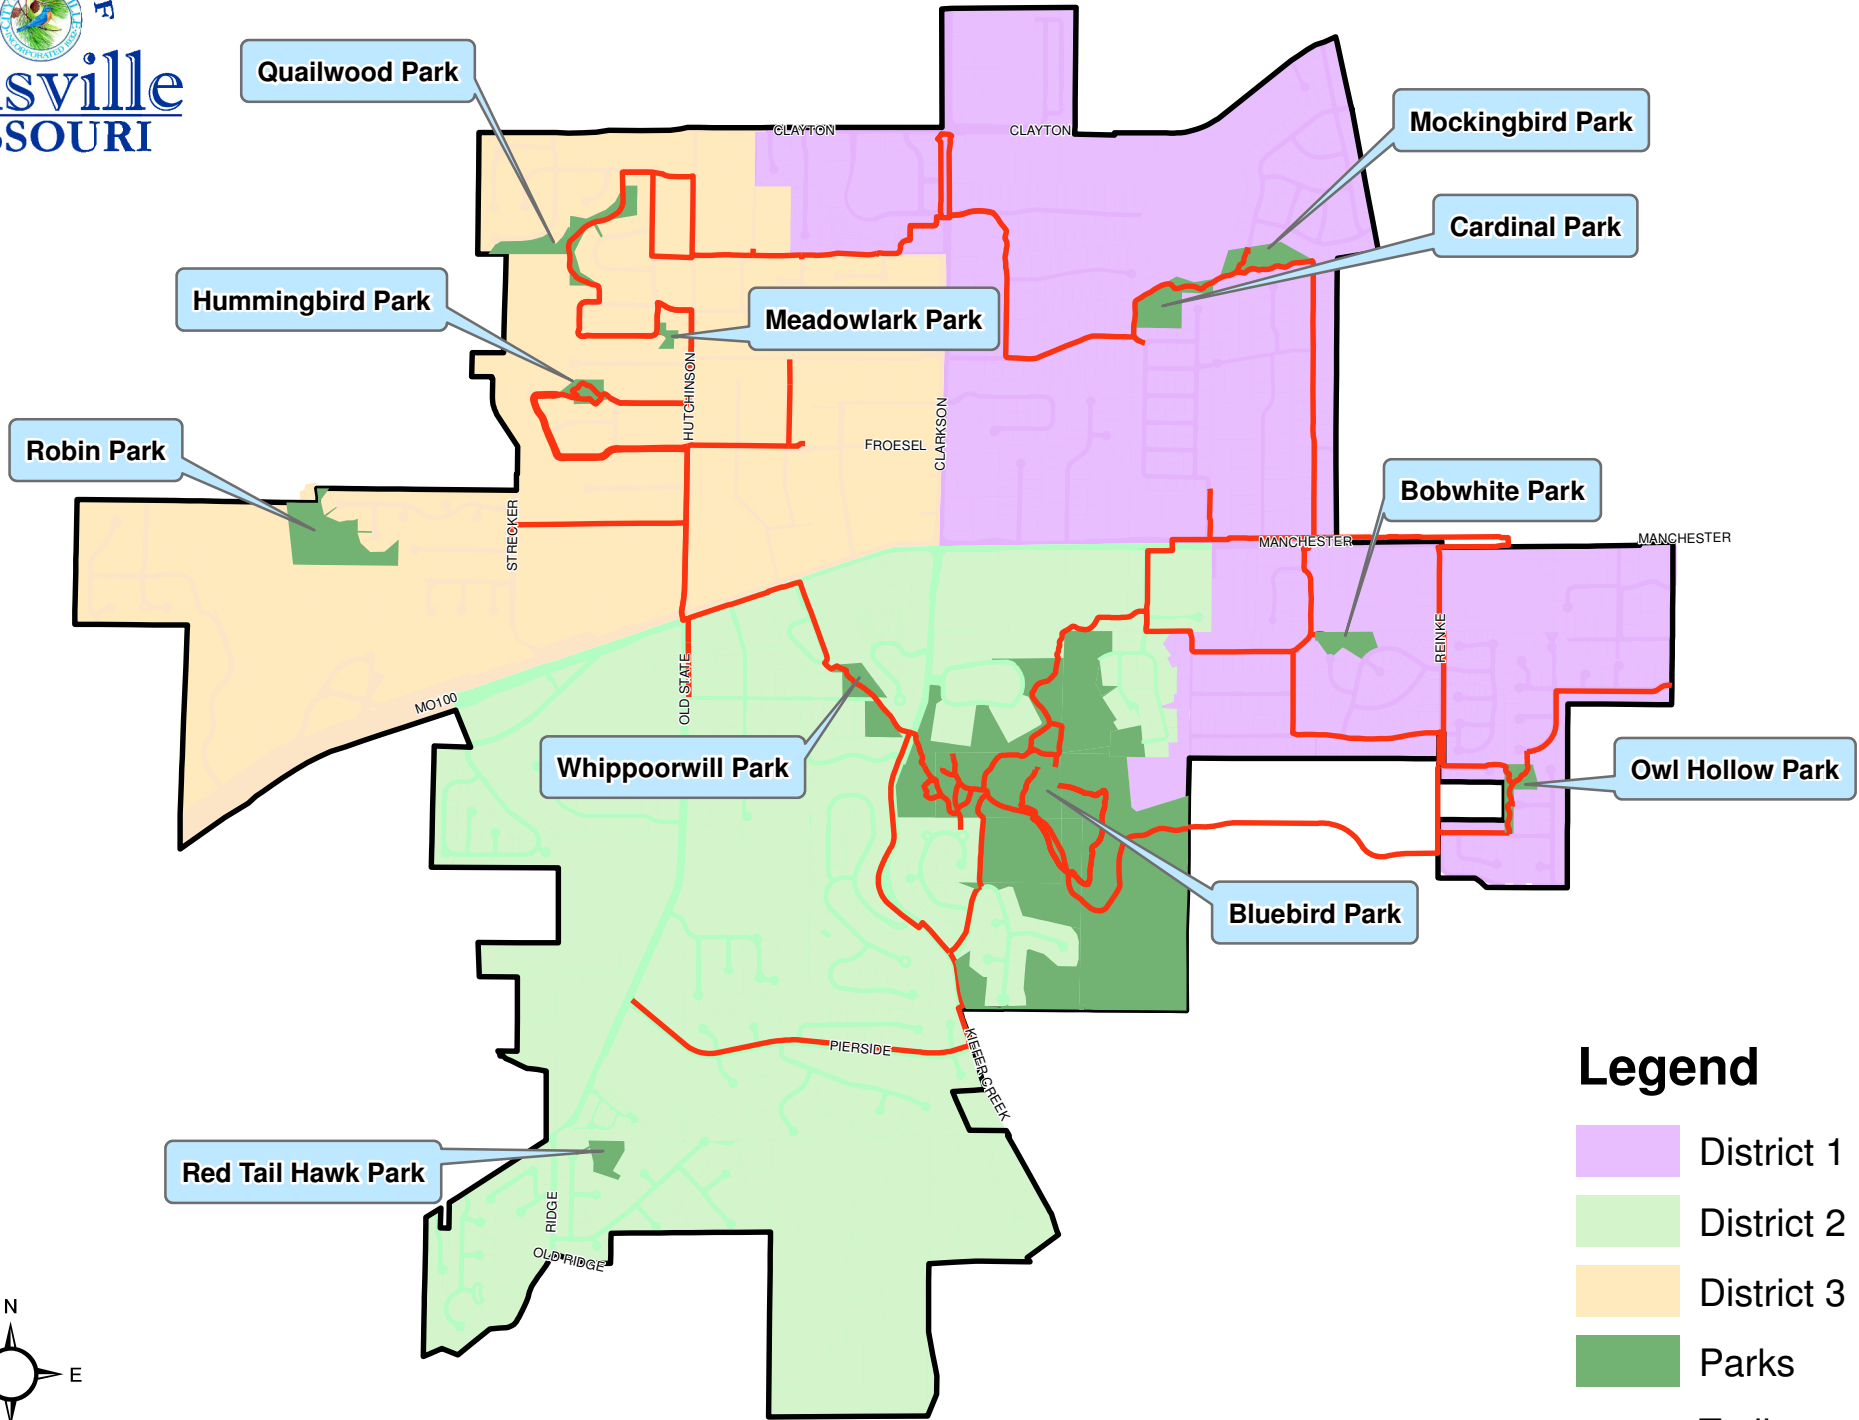 INCORPORATED 1932
SOURI
Quailwood Park
CLAYTON
CLAYTON
Mockingbird Park
Cardinal Park
Hummingbird Park
Meadowlark Park
HUTCHINSON
CLARKSON
FROESEL
Robin Park
Bobwhite Park
STRECKER
MANCHESTER
MANCHESTER
REINKE
OLD STATE
MO100
Whippoorwill Park
Owl Hollow Park
Bluebird Park
PIERSIDE
KIEFER CREEK
Red Tail Hawk Park
RIDGE
OLD RIDGE
Legend
District 1
District 2
District 3
Parks
N
E